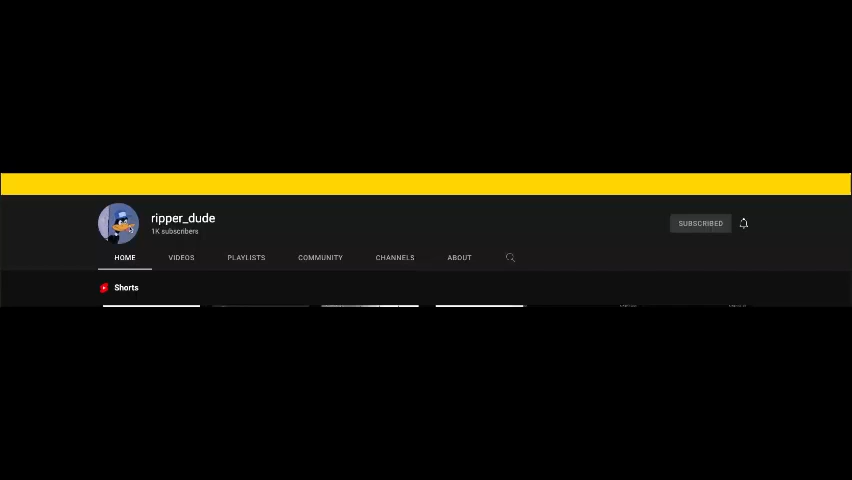 ripper_dude
1K subscribers
SUBSCRIBED
HOME VIDEOS PLAYLISTS COMMUNITY CHANNELS ABOUT
Shorts